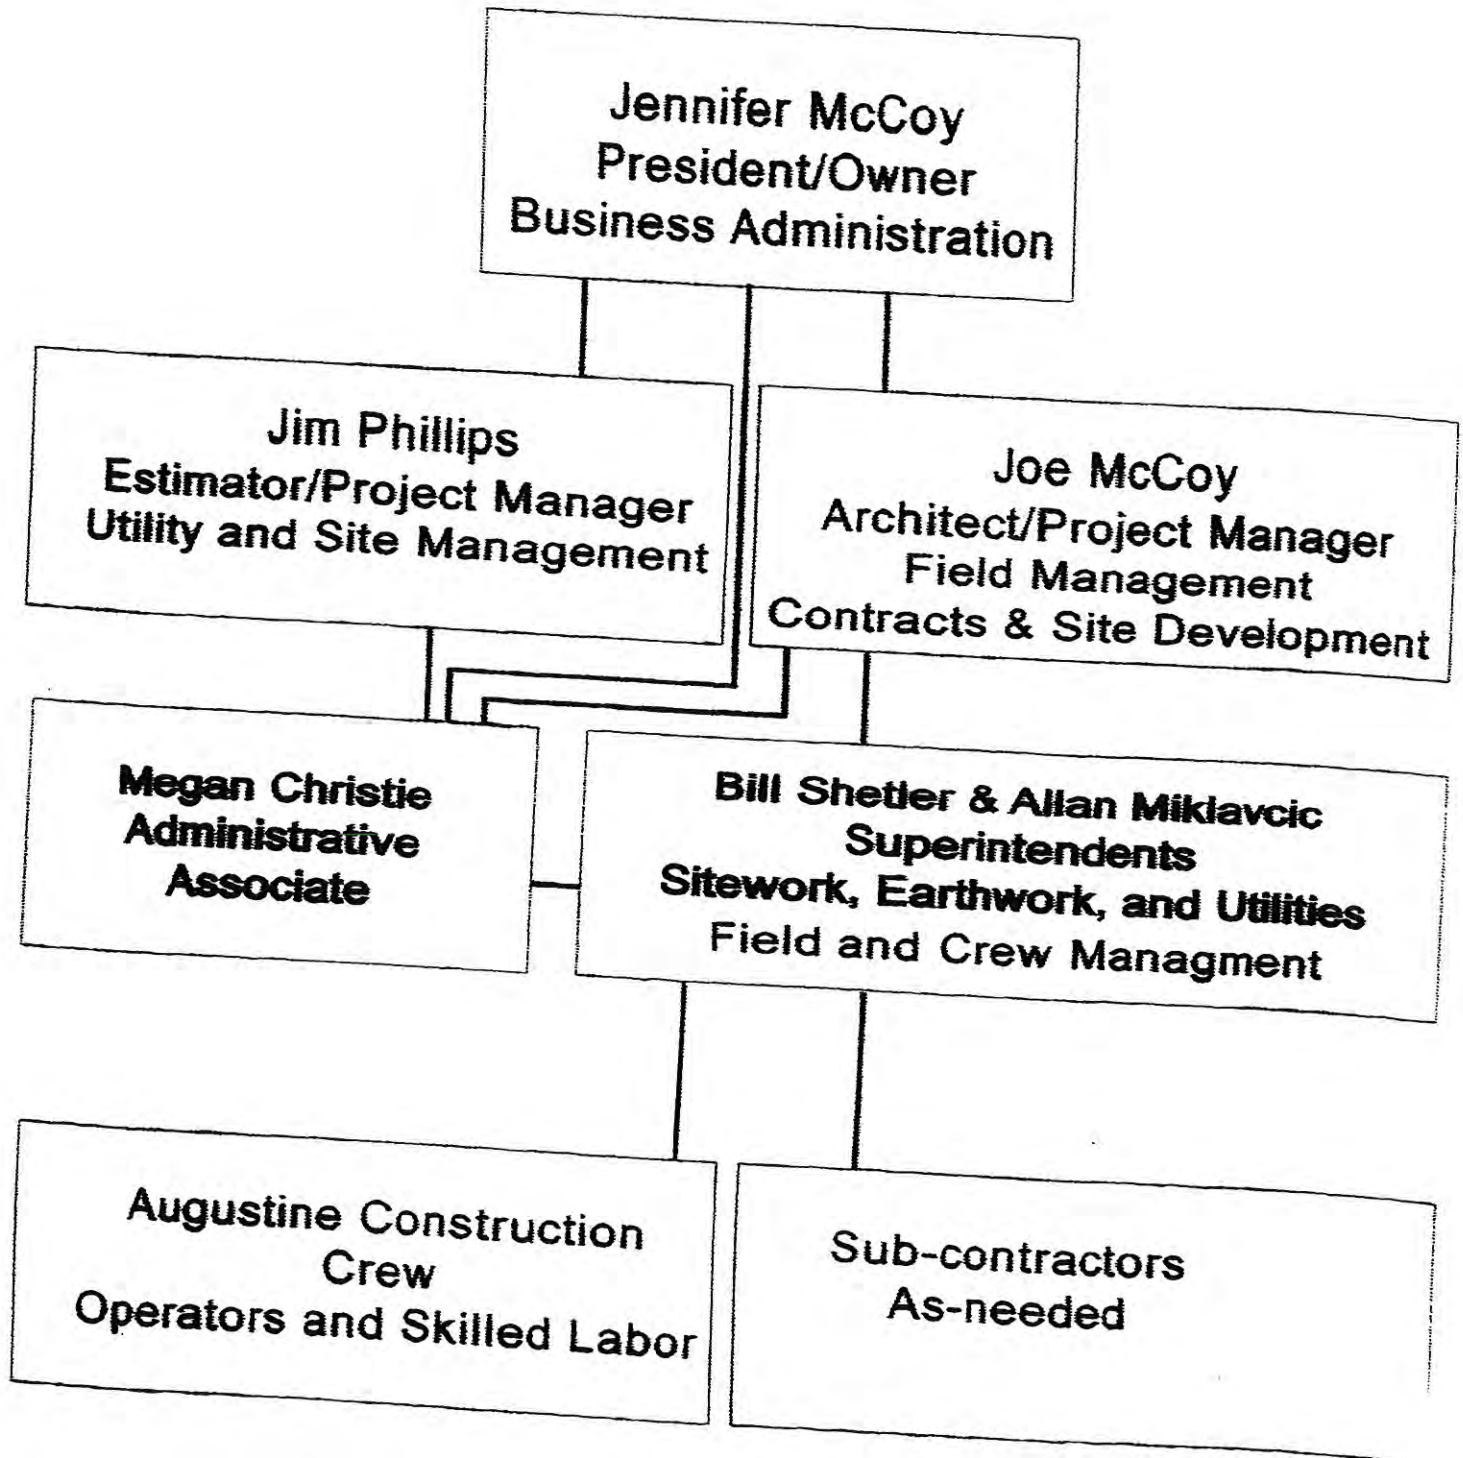 Jennifer McCoy
President/Owner
Business Administration
Jim Phillips
Estimator/Project Manager
Utility and Site Management
Joe McCoy
Architect/Project Manager
Field Management
Contracts & Site Development
Megan Christie
Administrative
Associate
Bill Shetler & Allan Miklavcic
Superintendents
Sitework, Earthwork, and Utilities
Field and Crew Managment
Augustine Construction
Crew
Operators and Skilled Labor
Sub-contractors
As-needed